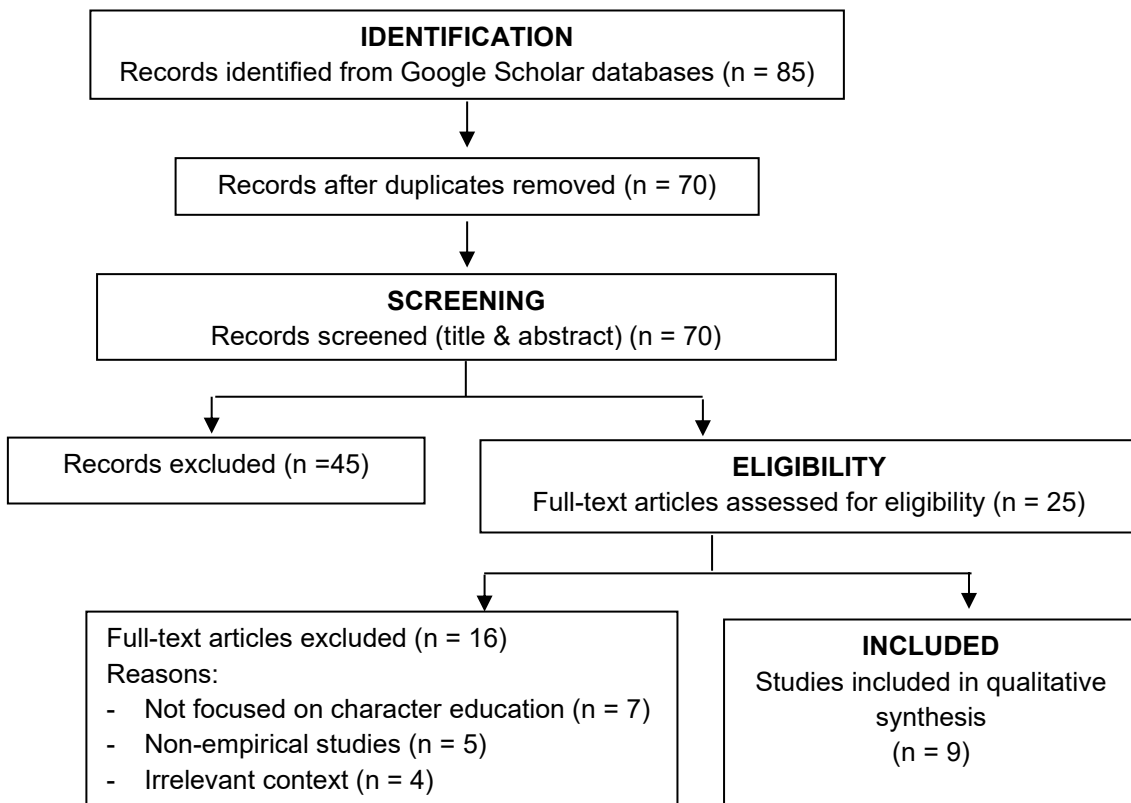 IDENTIFICATION
Records identified from Google Scholar databases (n = 85)
Records after duplicates removed (n = 70)
SCREENING
Records screened (title & abstract) (n = 70)
Records excluded (n =45)
ELIGIBILITY
Full-text articles assessed for eligibility (n = 25)
Full-text articles excluded (n = 16)
Reasons:
- Not focused on character education (n = 7)
- Non-empirical studies (n = 5)
- Irrelevant context (n = 4)
INCLUDED
Studies included in qualitative
synthesis
(n = 9)